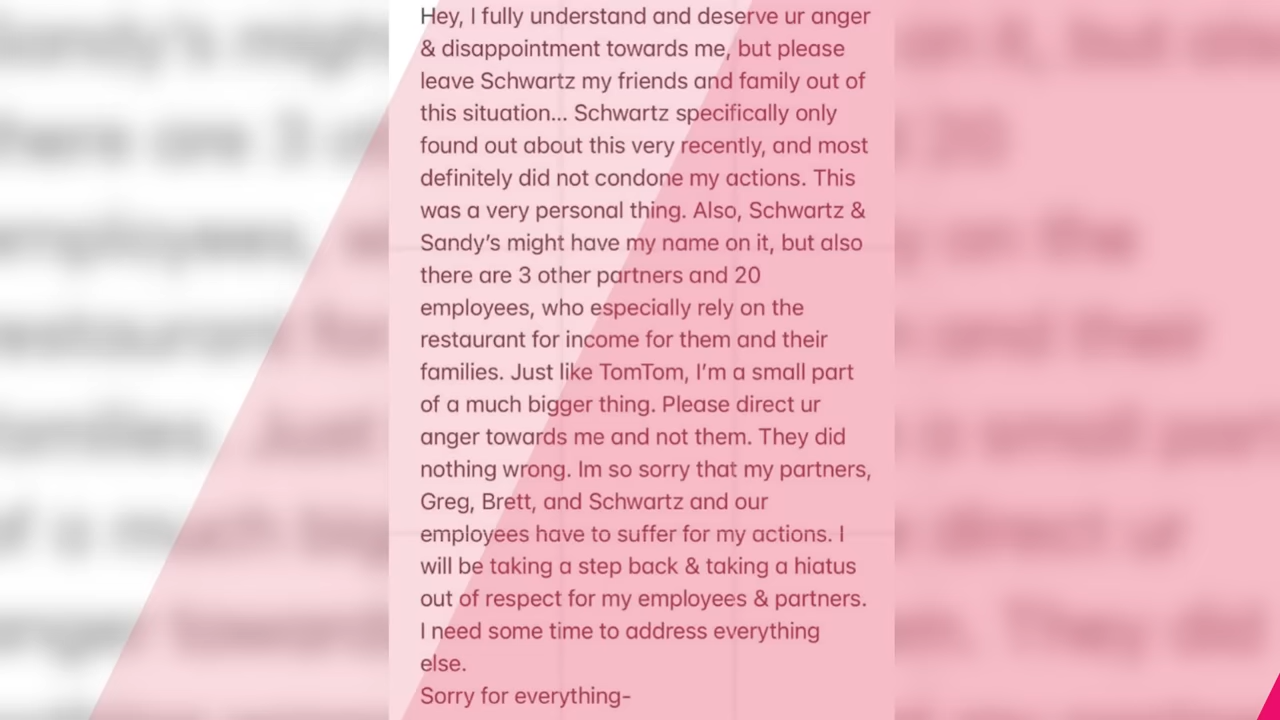 Hey, I fully understand and deserve ur anger
& disappointment towards me, but please
leave Schwartz my friends and family out of
this situation... Schwartz specifically only
found out about this very recently, and most
definitely did not condone my actions. This
was a very personal thing. Also, Schwartz &
Sandy's might have my name on it, but also
there are 3 other partners and 20
employees, who especially rely on the
restaurant for income for them and their
families. Just like TomTom, I'm a small part
of a much bigger thing. Please direct ur
anger towards me and not them. They did
nothing wrong. Im so sorry that my partners,
Greg, Brett, and Schwartz and our
employees have to suffer for my actions. I
will be taking a step back & taking a hiatus
out of respect for my employees & partners.
I need some time to address everything
else.
Sorry for everything-